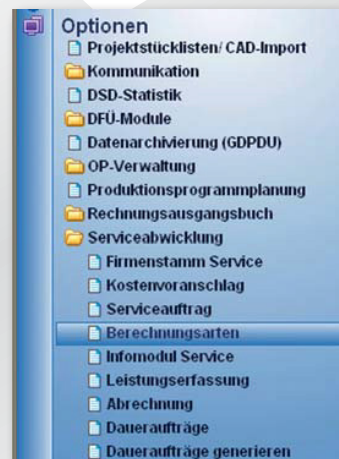 Optionen
Projektstücklisten/ CAD-Import
Kommunikation
DSD-Statistik
DFÜ-Module
Datenarchivierung (GDPDU)
OP-Verwaltung
Produktionsprogrammplanung
Rechnungsausgangsbuch
Serviceabwicklung
Firmenstamm Service
Kostenvoranschlag
Serviceauftrag
Berechnungsarten
Infomodul Service
Leistungserfassung
Abrechnung
Daueraufträge
Daueraufträge generieren